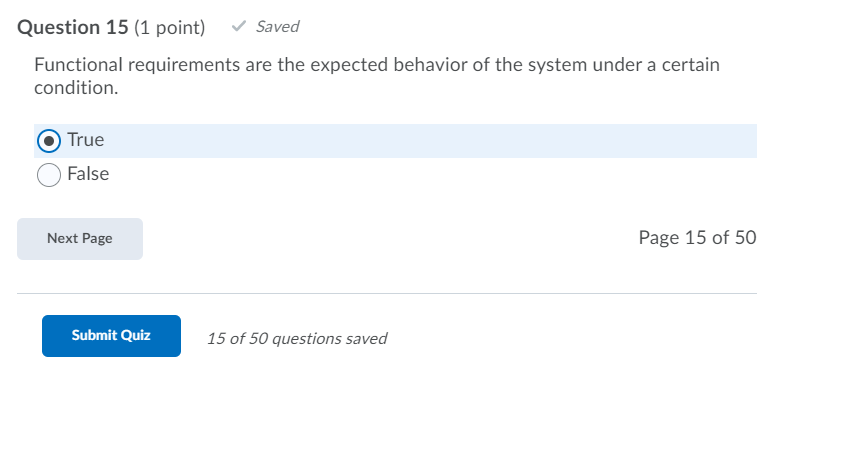 Question 15 (1 point) ✓ Saved
Functional requirements are the expected behavior of the system under a certain
condition.
True
False
Next Page
Page 15 of 50
Submit Quiz
15 of 50 questions saved